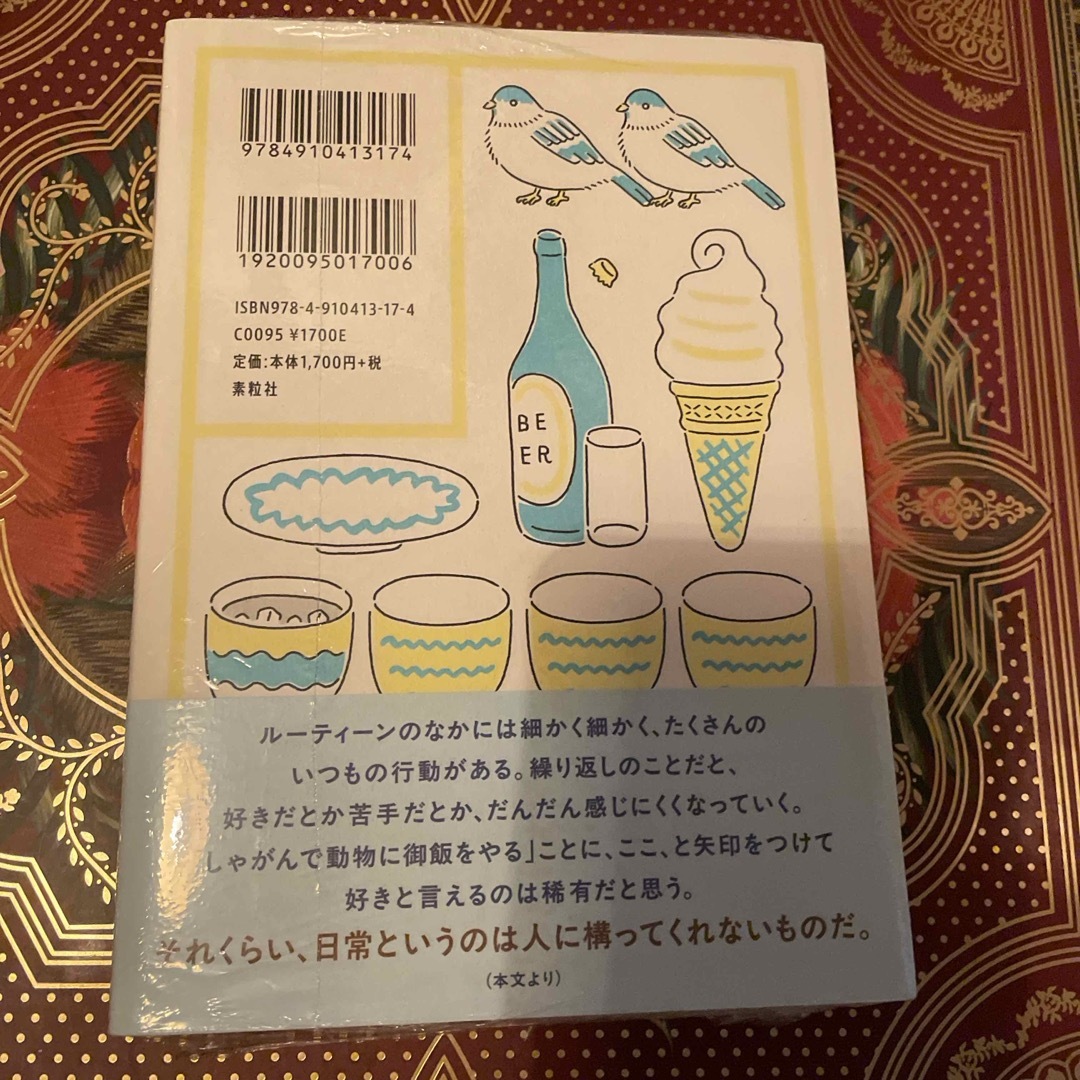 9784910413174
1920095017006
ISBN978-4-910413-17-4
C0095 ¥1700E
定価:本体1,700円+税
素粒社
BE
ER
ルーティーンのなかには細かく細かく、たくさんの
いつもの行動がある。繰り返しのことだと、
好きだとか苦手だとか、だんだん感じにくくなっていく。
しゃがんで動物に御飯をやる」ことに、ここ、と矢印をつけて
好きと言えるのは稀有だと思う。
それくらい、日常というのは人に構ってくれないものだ。
(本文より)